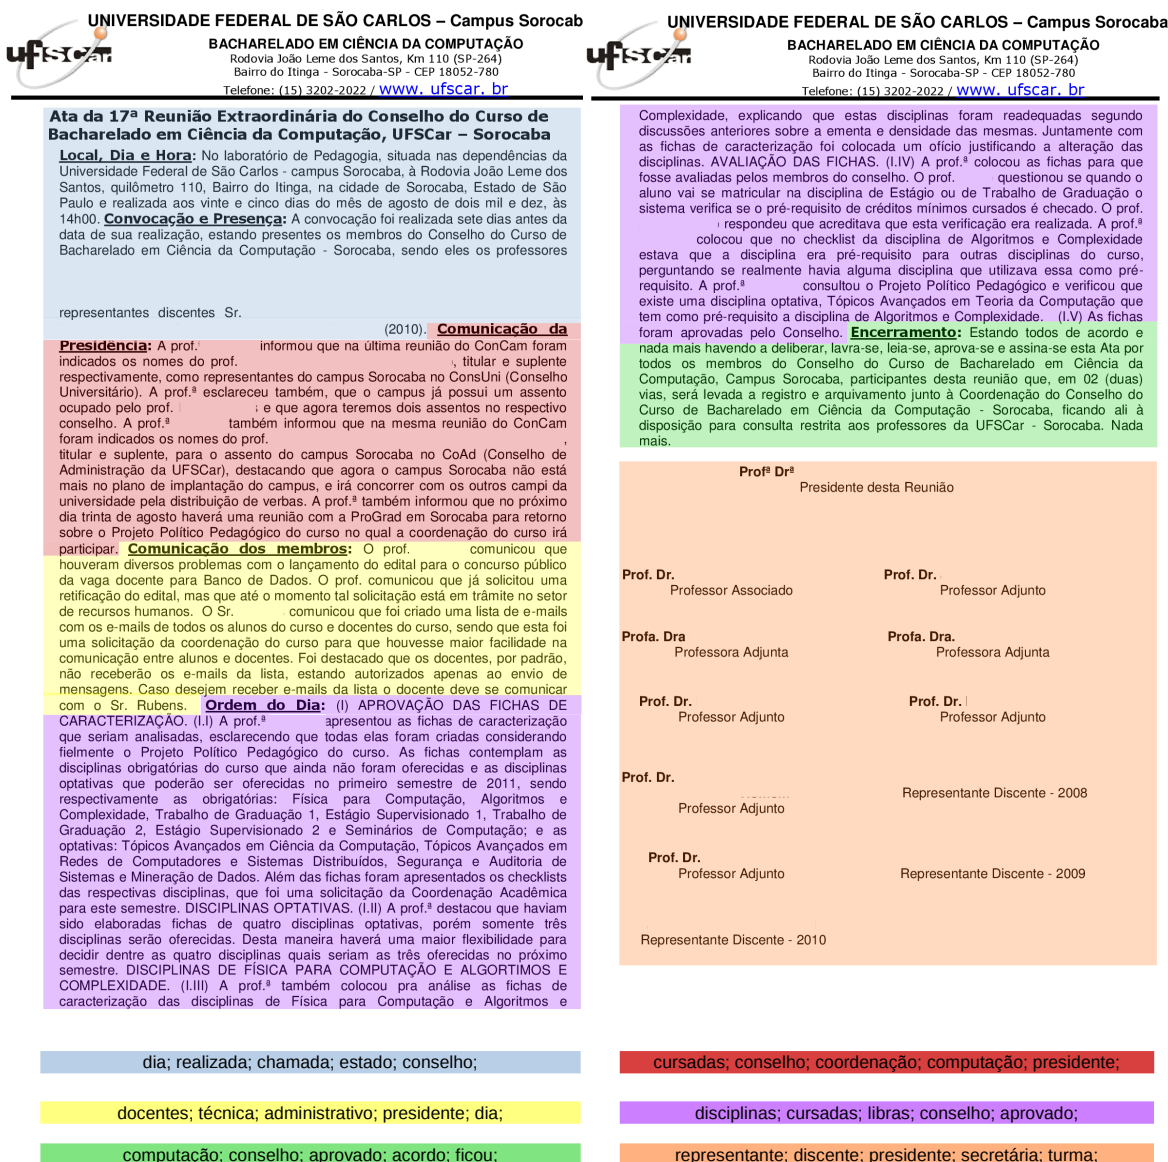 UNIVERSIDADE FEDERAL DE SÃO CARLOS – Campus Sorocab
ufscar
BACHARELADO EM CIÊNCIA DA COMPUTAÇÃO
Rodovia João Leme dos Santos, Km 110 (SP-264)
Bairro do Itinga - Sorocaba-SP - CEP 18052-780
Telefone: (15) 3202-2022 / www. ufscar. br
Ata da 17ª Reunião Extraordinária do Conselho do Curso de
Bacharelado em Ciência da Computação, UFSCar – Sorocaba
Local, Dia e Hora: No laboratório de Pedagogia, situada nas dependências da
Universidade Federal de São Carlos - campus Sorocaba, à Rodovia João Leme dos
Santos, quilômetro 110, Bairro do Itinga, na cidade de Sorocaba, Estado de São
Paulo e realizada aos vinte e cinco dias do mês de agosto de dois mil e dez, às
14h00. Convocação e Presença: A convocação foi realizada sete dias antes da
data de sua realização, estando presentes os membros do Conselho do Curso de
Bacharelado em Ciência da Computação - Sorocaba, sendo eles os professores
representantes discentes Sr.
(2010). Comunicação da
Presidência: A prof. informou que na última reunião do ConCam foram
indicados os nomes do prof. , titular e suplente
respectivamente, como representantes do campus Sorocaba no ConsUni (Conselho
Universitário). A prof.ª esclareceu também, que o campus já possui um assento
ocupado pelo prof. e que agora teremos dois assentos no respectivo
conselho. A prof.ª também informou que na mesma reunião do ConCam
foram indicados os nomes do prof. ,
titular e suplente, para o assento do campus Sorocaba no CoAd (Conselho de
Administração da UFSCar), destacando que agora o campus Sorocaba não está
mais no plano de implantação do campus, e irá concorrer com os outros campi da
universidade pela distribuição de verbas. A prof.ª também informou que no próximo
dia trinta de agosto haverá uma reunião com a ProGrad em Sorocaba para retorno
sobre o Projeto Político Pedagógico do curso no qual a coordenação do curso irá
participar. Comunicação dos membros: O prof. comunicou que
houveram diversos problemas com o lançamento do edital para o concurso público
da vaga docente para Banco de Dados. O prof. comunicou que já solicitou uma
retificação do edital, mas que até o momento tal solicitação está em trâmite no setor
de recursos humanos. O Sr. comunicou que foi criado uma lista de e-mails
com os e-mails de todos os alunos do curso e docentes do curso, sendo que esta foi
uma solicitação da coordenação do curso para que houvesse maior facilidade na
comunicação entre alunos e docentes. Foi destacado que os docentes, por padrão,
não receberão os e-mails da lista, estando autorizados apenas ao envio de
mensagens. Caso desejem receber e-mails da lista o docente deve se comunicar
com o Sr. Rubens. Ordem do Dia: (I) APROVAÇÃO DAS FICHAS DE
CARACTERIZAÇÃO. (I.I) A prof.ª apresentou as fichas de caracterização
que seriam analisadas, esclarecendo que todas elas foram criadas considerando
fielmente o Projeto Político Pedagógico do curso. As fichas contemplam as
disciplinas obrigatórias do curso que ainda não foram oferecidas e as disciplinas
optativas que poderão ser oferecidas no primeiro semestre de 2011, sendo
respectivamente as obrigatórias: Física para Computação, Algoritmos e
Complexidade, Trabalho de Graduação 1, Estágio Supervisionado 1, Trabalho de
Graduação 2, Estágio Supervisionado 2 e Seminários de Computação; e as
optativas: Tópicos Avançados em Ciência da Computação, Tópicos Avançados em
Redes de Computadores e Sistemas Distribuídos, Segurança e Auditoria de
Sistemas e Mineração de Dados. Além das fichas foram apresentados os checklists
das respectivas disciplinas, que foi uma solicitação da Coordenação Acadêmica
para este semestre. DISCIPLINAS OPTATIVAS. (I.II) A prof.ª destacou que haviam
sido elaboradas fichas de quatro disciplinas optativas, porém somente três
disciplinas serão oferecidas. Desta maneira haverá uma maior flexibilidade para
decidir dentre as quatro disciplinas quais seriam as três oferecidas no próximo
semestre. DISCIPLINAS DE FÍSICA PARA COMPUTAÇÃO E ALGORTIMOS E
COMPLEXIDADE. (I.III) A prof.ª também colocou pra análise as fichas de
caracterização das disciplinas de Física para Computação e Algoritmos e
UNIVERSIDADE FEDERAL DE SÃO CARLOS – Campus Sorocaba
ufscar
BACHARELADO EM CIÊNCIA DA COMPUTAÇÃO
Rodovia João Leme dos Santos, Km 110 (SP-264)
Bairro do Itinga - Sorocaba-SP - CEP 18052-780
Telefone: (15) 3202-2022 / www. ufscar. br
Complexidade, explicando que estas disciplinas foram readequadas segundo
discussões anteriores sobre a ementa e densidade das mesmas. Juntamente com
as fichas de caracterização foi colocada um ofício justificando a alteração das
disciplinas. AVALIAÇÃO DAS FICHAS. (I.IV) A prof.ª colocou as fichas para que
fosse avaliadas pelos membros do conselho. O prof. questionou se quando o
aluno vai se matricular na disciplina de Estágio ou de Trabalho de Graduação o
sistema verifica se o pré-requisito de créditos mínimos cursados é checado. O prof.
respondeu que acreditava que esta verificação era realizada. A prof.ª
colocou que no checklist da disciplina de Algoritmos e Complexidade
estava que a disciplina era pré-requisito para outras disciplinas do curso,
perguntando se realmente havia alguma disciplina que utilizava essa como pré-
requisito. A prof.ª consultou o Projeto Político Pedagógico e verificou que
existe uma disciplina optativa, Tópicos Avançados em Teoria da Computação que
tem como pré-requisito a disciplina de Algoritmos e Complexidade. (I.V) As fichas
foram aprovadas pelo Conselho. Encerramento: Estando todos de acordo e
nada mais havendo a deliberar, lavra-se, leia-se, aprova-se e assina-se esta Ata por
todos os membros do Conselho do Curso de Bacharelado em Ciência da
Computação, Campus Sorocaba, participantes desta reunião que, em 02 (duas)
vias, será levada a registro e arquivamento junto à Coordenação do Conselho do
Curso de Bacharelado em Ciência da Computação - Sorocaba, ficando ali à
disposição para consulta restrita aos professores da UFSCar - Sorocaba. Nada
mais.
Profª Drª
Presidente desta Reunião
Prof. Dr. Prof. Dr.
Professor Associado Professor Adjunto
Profa. Dra Profa. Dra.
Professora Adjunta Professora Adjunta
Prof. Dr. Prof. Dr.
Professor Adjunto Professor Adjunto
Prof. Dr.
Representante Discente - 2008
Professor Adjunto
Prof. Dr.
Professor Adjunto Representante Discente - 2009
Representante Discente - 2010
dia; realizada; chamada; estado; conselho;
cursadas; conselho; coordenação; computação; presidente;
docentes; técnica; administrativo; presidente; dia;
disciplinas; cursadas; libras; conselho; aprovado;
computação; conselho; aprovado; acordo; ficou;
representante; discente; presidente; secretária; turma;